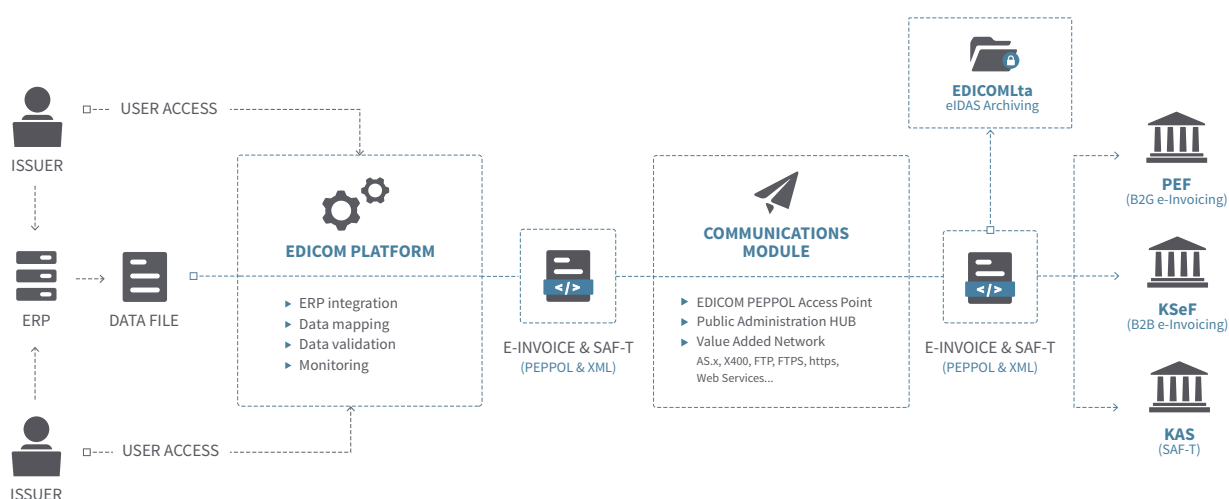 EDICOMLta
eIDAS Archiving
USER ACCESS
ISSUER
PEF
(B2G e-Invoicing)
EDICOM PLATFORM
COMMUNICATIONS
MODULE
</>
</>
ERP
DATA FILE
ERP integration
Data mapping
Data validation
Monitoring
E-INVOICE & SAF-T
(PEPPOL & XML)
EDICOM PEPPOL Access Point
Public Administration HUB
Value Added Network
AS.x, X400, FTP, FTPS, https,
Web Services...
E-INVOICE & SAF-T
(PEPPOL & XML)
KSeF
(B2B e-Invoicing)
KAS
(SAF-T)
USER ACCESS
ISSUER